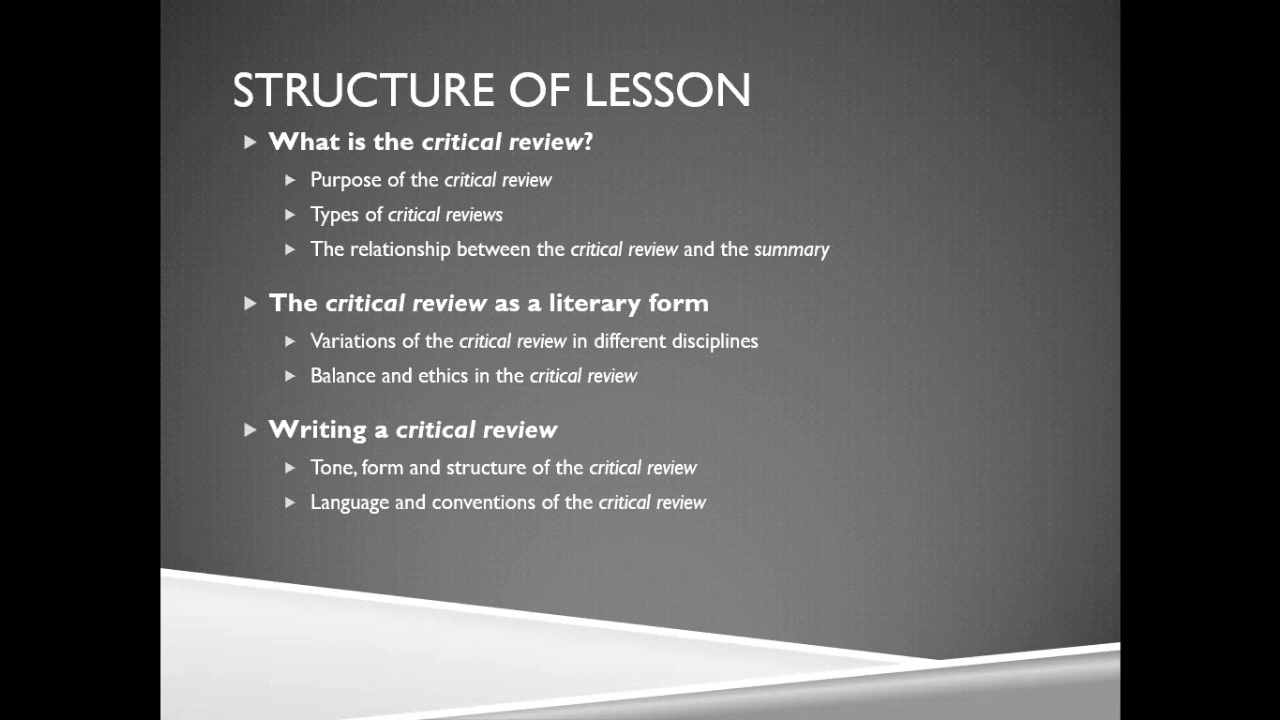 STRUCTURE OF LESSON
What is the critical review?
Purpose of the critical review
Types of critical reviews
The relationship between the critical review and the summary
The critical review as a literary form
Variations of the critical review in different disciplines
Balance and ethics in the critical review
Writing a critical review
Tone, form and structure of the critical review
Language and conventions of the critical review